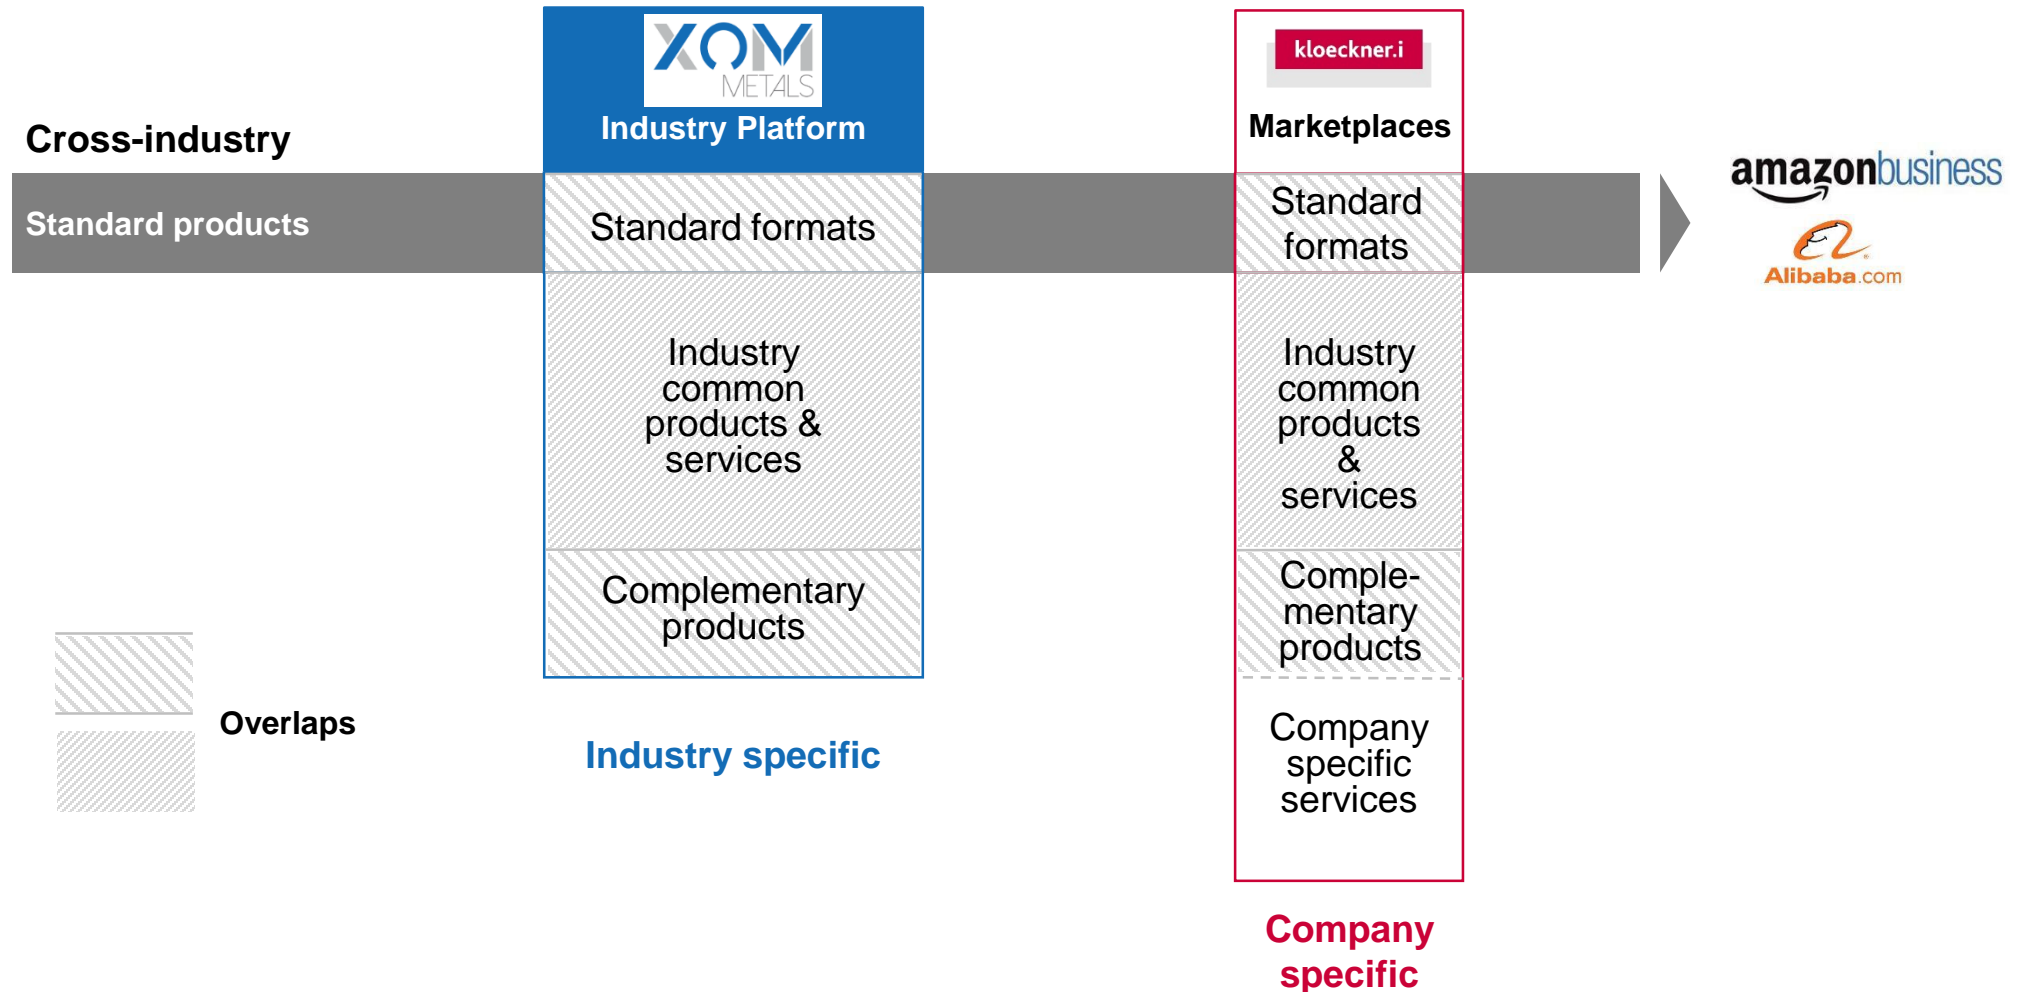 XOM
METALS
Industry Platform
kloeckner.i
Marketplaces
Cross-industry
Standard products
Standard formats
Standard
formats
amazonbusiness
Alibaba.com
Industry
common
products &
services
Industry
common
products
&
services
Complementary
products
Comple-
mentary
products
Company
specific
services
Overlaps
Industry specific
Company
specific